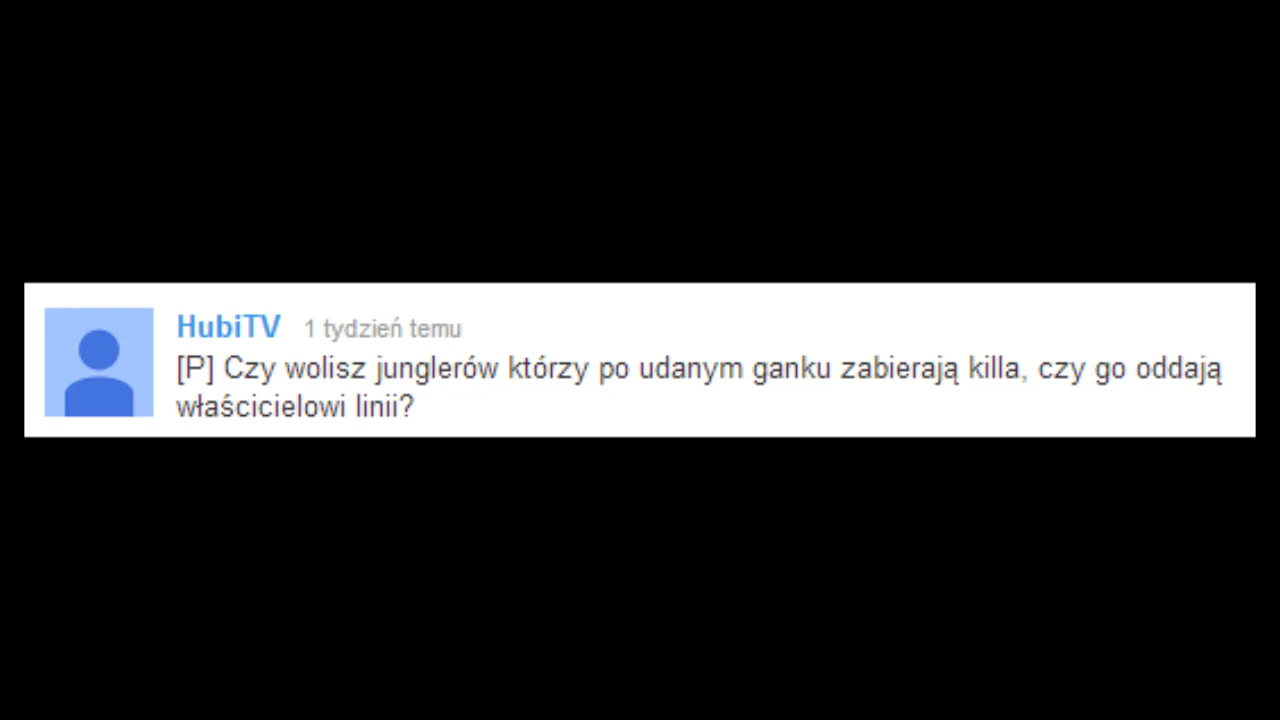 HubiTV 1 tydzień temu
[P] Czy wolisz junglerów którzy po udanym ganku zabierają killa, czy go oddają
właścicielowi linii?